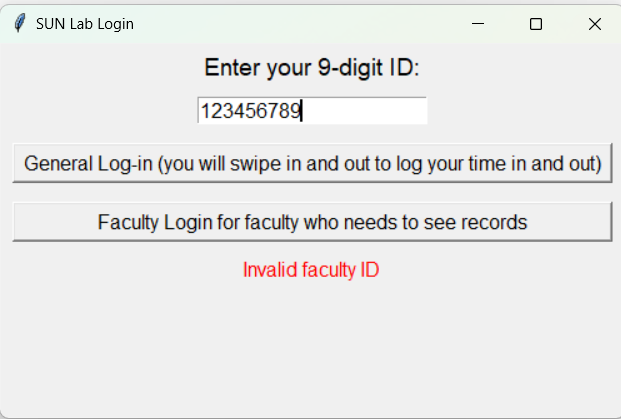 SUN Lab Login
Enter your 9-digit ID:
123456789
General Log-in (you will swipe in and out to log your time in and out)
Faculty Login for faculty who needs to see records
Invalid faculty ID